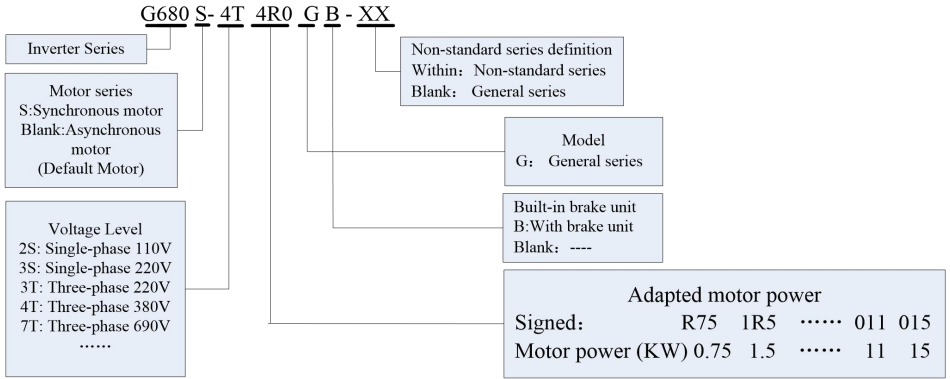 G680 S- 4T 4R0 G B - XX
Inverter Series
Non-standard series definition
Within： Non-standard series
Blank： General series
Motor series
S:Synchronous motor
Blank:Asynchronous
motor
(Default Motor)
Model
G： General series
Built-in brake unit
B:With brake unit
Blank：----
Voltage Level
2S: Single-phase 110V
3S: Single-phase 220V
3T: Three-phase 220V
4T: Three-phase 380V
7T: Three-phase 690V
······
Adapted motor power
Signed： R75 1R5 ······ 011 015
Motor power (KW) 0.75 1.5 ······ 11 15